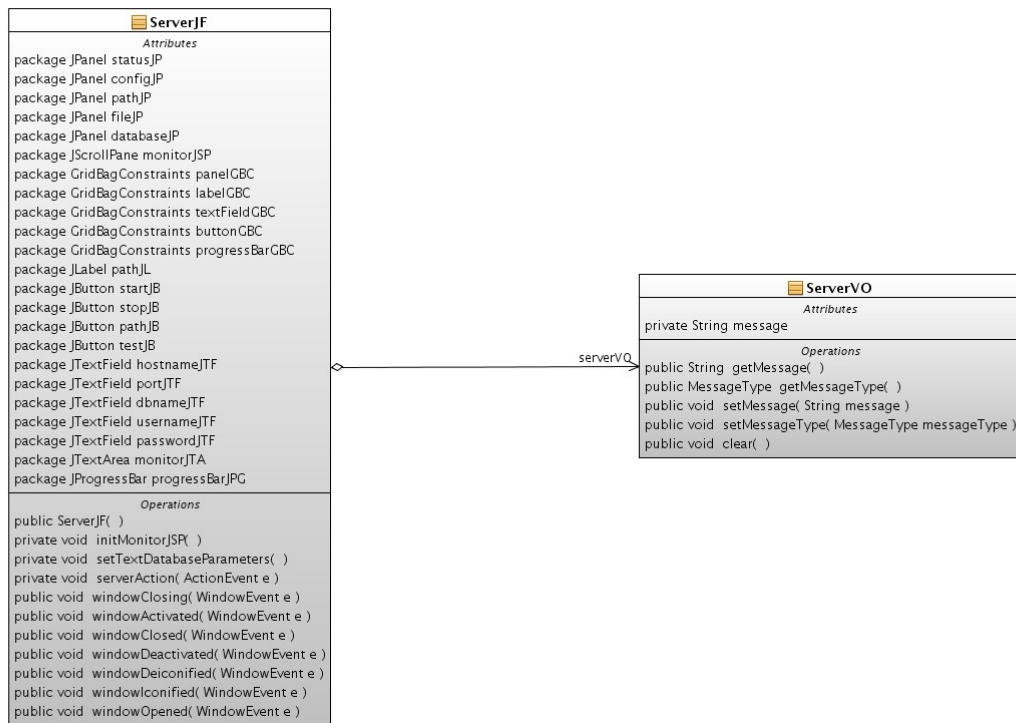 ServerJF
Attributes
package JPanel statusJP
package JPanel configJP
package JPanel pathJP
package JPanel fileJP
package JPanel databaseJP
package JScrollPane monitorJSP
package GridBagConstraints panelGBC
package GridBagConstraints labelGBC
package GridBagConstraints textFieldGBC
package GridBagConstraints buttonGBC
package GridBagConstraints progressBarGBC
package JLabel pathJL
package JButton startJB
package JButton stopJB
package JButton pathJB
package JButton testJB
package JTextField hostnameJTF
package JTextField portJTF
package JTextField dbnameJTF
package JTextField usernameJTF
package JTextField passwordJTF
package JTextArea monitorJTA
package JProgressBar progressBarJPG
Operations
public ServerJF( )
private void initMonitorJSP( )
private void setTextDatabaseParameters( )
private void serverAction( ActionEvent e )
public void windowClosing( WindowEvent e )
public void windowActivated( WindowEvent e )
public void windowClosed( WindowEvent e )
public void windowDeactivated( WindowEvent e )
public void windowDeiconified( WindowEvent e )
public void windowIconified( WindowEvent e )
public void windowOpened( WindowEvent e )
serverVO
ServerVO
Attributes
private String message
Operations
public String getMessage( )
public MessageType getMessageType( )
public void setMessage( String message )
public void setMessageType( MessageType messageType )
public void clear( )